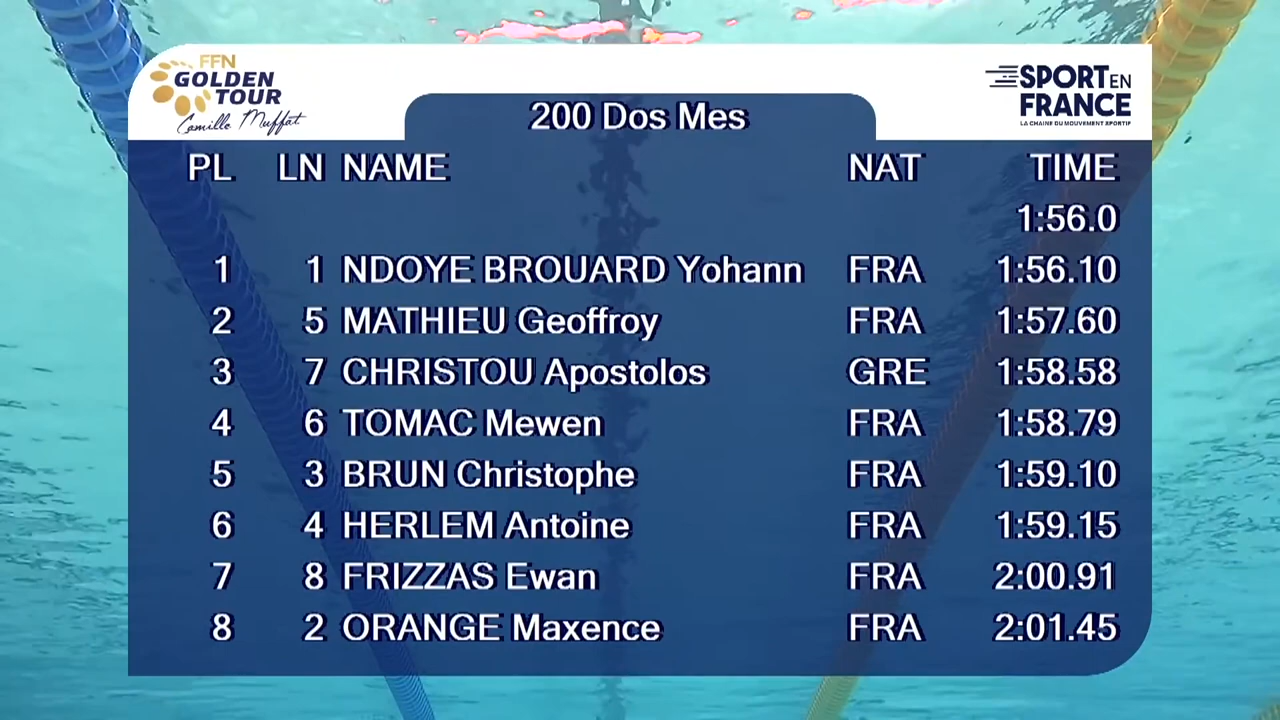 FFN
GOLDEN
TOUR
Camille Muffat
SPORT EN
FRANCE
LA CHAINE DU MOUVEMENT SPORTIF
200 Dos Mes
PL LN NAME NAT TIME
1:56.0
1 1 NDOYE BROUARD Yohann FRA 1:56.10
2 5 MATHIEU Geoffroy FRA 1:57.60
3 7 CHRISTOU Apostolos GRE 1:58.58
4 6 TOMAC Mewen FRA 1:58.79
5 3 BRUN Christophe FRA 1:59.10
6 4 HERLEM Antoine FRA 1:59.15
7 8 FRIZZAS Ewan FRA 2:00.91
8 2 ORANGE Maxence FRA 2:01.45